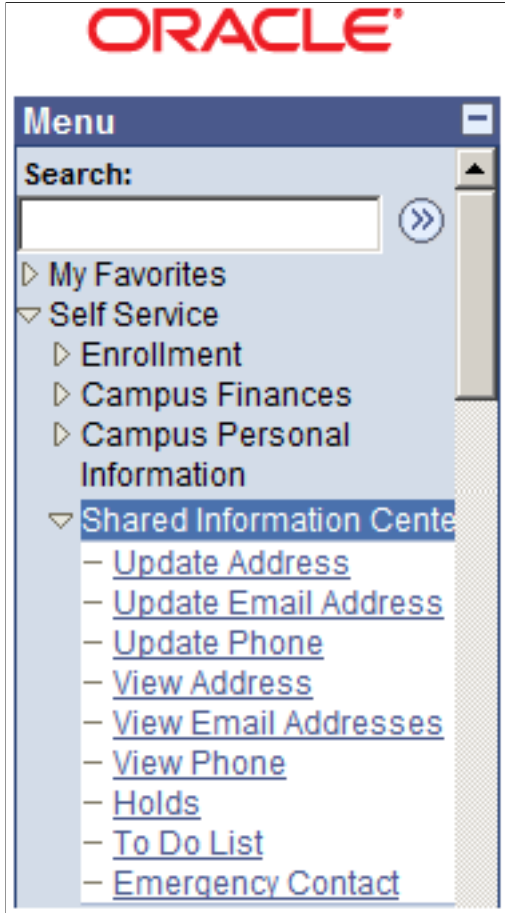 ORACLE
Menu
Search:
My Favorites
Self Service
Enrollment
Campus Finances
Campus Personal
Information
Shared Information Cente
Update Address
Update Email Address
Update Phone
View Address
View Email Addresses
View Phone
Holds
To Do List
Emergency Contact